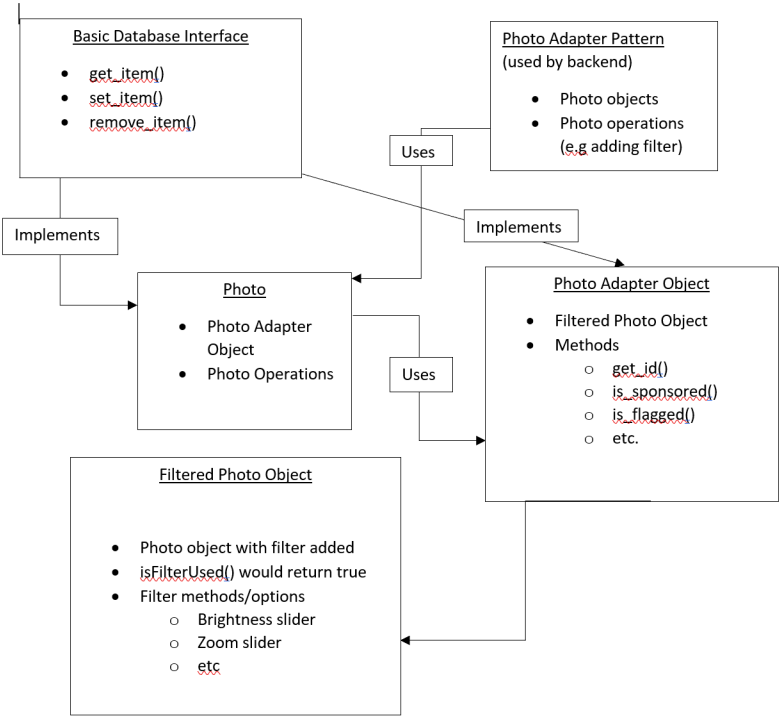 Basic Database Interface
get_item()
set_item()
remove_item()
Photo Adapter Pattern
(used by backend)
Photo objects
Photo operations
(e.g adding filter)
Uses
Implements
Implements
Photo
Photo Adapter
Object
Photo Operations
Photo Adapter Object
Filtered Photo Object
Methods
get_id()
is_sponsored()
is_flagged()
etc.
Uses
Filtered Photo Object
Photo object with filter added
isFilterUsed() would return true
Filter methods/options
Brightness slider
Zoom slider
etc